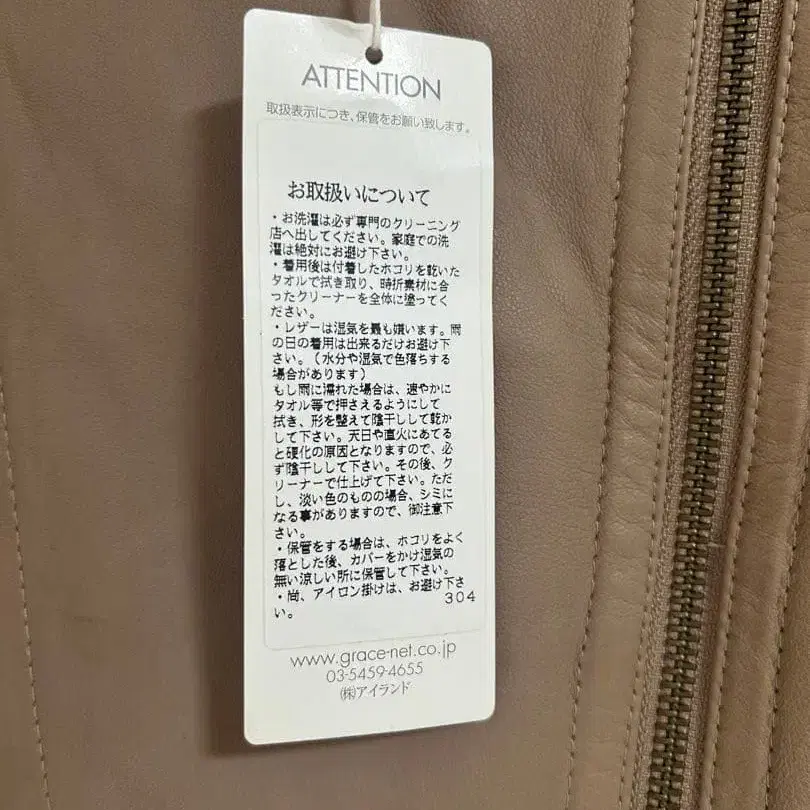 ATTENTION
取扱表示につき、保管をお願い致します。
お取扱いについて
・お洗濯は必ず専門のクリーニング
店へ出してください。家庭での洗
濯は絶対にお避け下さい。
・着用後は付着したホコリを乾いた
タオルで拭き取り、時折素材に合
ったクリーナーを全体に塗ってく
ださい。
・レザーは湿気を最も嫌います。雨
の日の着用は出来るだけお避け下
さい。（水分や湿気で色落ちする
場合があります）
もし雨に濡れた場合は、速やかに
タオル等で押さえるようにして
拭き、形を整えて陰干しして乾か
して下さい。天日や直火にあてる
と硬化の原因となりますので、必
ず陰干しして下さい。その後、ク
リーナーで仕上げて下さい。ただ
し、淡い色のものの場合、シミに
なる事がありますので、御注意下
さい。
・保管をする場合は、ホコリをよく
落とした後、カバーをかけ湿気の
無い涼しい所に保管して下さい。
・尚、アイロン掛けは、お避け下さ
い。
304
www.grace-net.co.jp
03-5459-4655
㈱アイランド